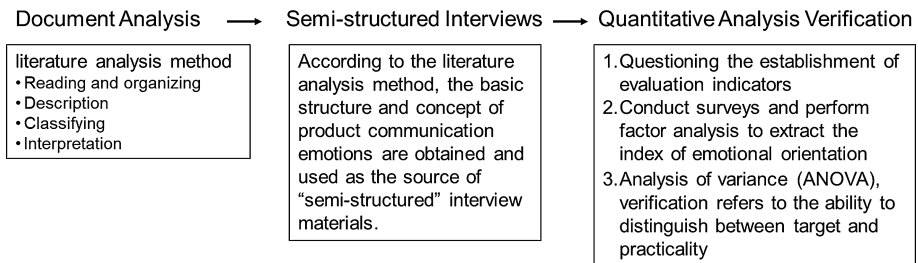 Document Analysis
literature analysis method
• Reading and organizing
• Description
• Classifying
• Interpretation
Semi-structured Interviews
According to the literature
analysis method, the basic
structure and concept of
product communication
emotions are obtained and
used as the source of
“semi-structured” interview
materials.
Quantitative Analysis Verification
1. Questioning the establishment of
evaluation indicators
2. Conduct surveys and perform
factor analysis to extract the
index of emotional orientation
3. Analysis of variance (ANOVA),
verification refers to the ability to
distinguish between target and
practicality